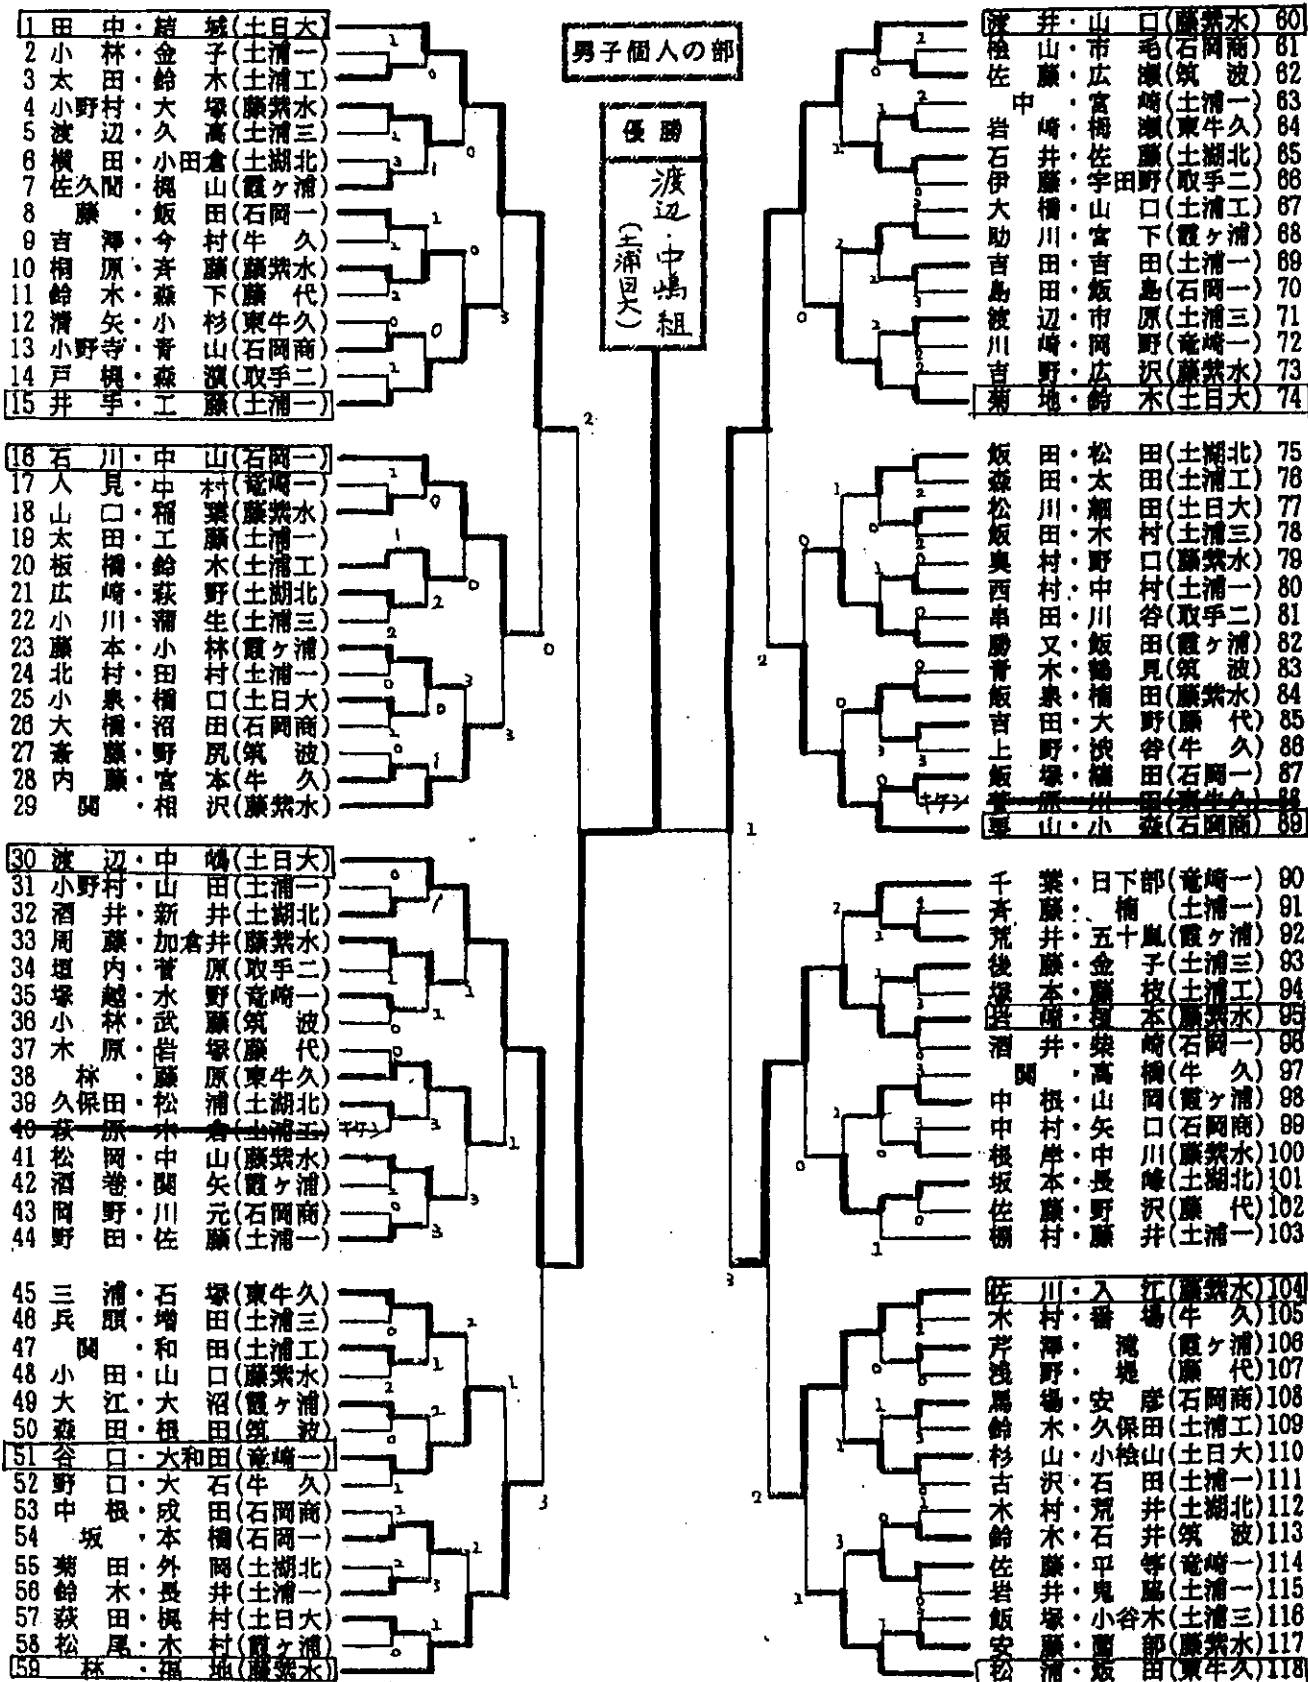 男子個人の部
優勝
渡辺・中嶋組
(土浦日大)
1 田中・結城(土日大)
2 小林・金子(土浦一)
3 太田・鈴木(土浦工)
4 小野村・大塚(藤紫水)
5 渡辺・久高(土浦三)
6 横田・小田倉(土湖北)
7 佐久間・梶山(霞ヶ浦)
8 藤・飯田(石岡一)
9 吉澤・今村(牛久)
10 相原・斉藤(藤紫水)
11 鈴木・森下(藤代)
12 清矢・小杉(東牛久)
13 小野寺・青山(石岡商)
14 戸梶・森濵(取手二)
15 井手・工藤(土浦一)
16 石川・中山(石岡一)
17 人見・中村(竜崎一)
18 山口・稲葉(藤紫水)
19 太田・工藤(土浦一)
20 板橋・鈴木(土浦工)
21 広崎・萩野(土湖北)
22 小川・蒲生(土浦三)
23 藤本・小林(霞ヶ浦)
24 北村・田村(土浦一)
25 小泉・橋口(土日大)
26 大橋・沼田(石岡商)
27 斎藤・野尻(筑波)
28 内藤・宮本(牛久)
29 関・相沢(藤紫水)
30 渡辺・中嶋(土日大)
31 小野村・山田(土浦一)
32 酒井・新井(土湖北)
33 周藤・加倉井(藤紫水)
34 垣内・菅原(取手二)
35 塚越・水野(竜崎一)
36 小林・武藤(筑波)
37 木原・岩塚(藤代)
38 林・藤原(東牛久)
39 久保田・松浦(土湖北)
40 萩原・木倉(土浦工) キケン
41 松岡・中山(藤紫水)
42 酒巻・関矢(霞ヶ浦)
43 岡野・川元(石岡商)
44 野田・佐藤(土浦一)
45 三浦・石塚(東牛久)
46 兵頭・増田(土浦三)
47 関・和田(土浦工)
48 小田・山口(藤紫水)
49 大江・大沼(霞ヶ浦)
50 森田・根田(筑波)
51 谷口・大和田(竜崎一)
52 野口・大石(牛久)
53 中根・成田(石岡商)
54 坂・本橋(石岡一)
55 菊田・外岡(土湖北)
56 鈴木・長井(土浦一)
57 萩田・梶村(土日大)
58 松尾・木村(霞ヶ浦)
59 林・福地(藤紫水)
渡井・山口(藤紫水) 60
桧山・市毛(石岡商) 61
佐藤・広瀬(筑波) 62
中・宮崎(土浦一) 63
岩崎・栂瀬(東牛久) 64
石井・佐藤(土湖北) 65
伊藤・宇田野(取手二) 66
大橋・山口(土浦工) 67
助川・宮下(霞ヶ浦) 68
吉田・吉田(土浦一) 69
島田・飯島(石岡一) 70
渡辺・市原(土浦三) 71
川崎・岡野(竜崎一) 72
吉野・広沢(藤紫水) 73
菊地・鈴木(土日大) 74
飯田・松田(土湖北) 75
森田・太田(土浦工) 76
松川・細田(土日大) 77
飯田・木村(土浦三) 78
奥村・野口(藤紫水) 79
西村・中村(土浦一) 80
串田・川谷(取手二) 81
勝又・飯田(霞ヶ浦) 82
青木・鶴見(筑波) 83
飯泉・楠田(藤紫水) 84
吉田・大野(藤代) 85
上野・渋谷(牛久) 86
飯塚・磯田(石岡一) 87
キケン 菅原・川田(東牛久) 88
栗山・小森(石岡商) 89
千葉・日下部(竜崎一) 90
斉藤・楠(土浦一) 91
荒井・五十嵐(霞ヶ浦) 92
後藤・金子(土浦三) 93
塚本・藤枝(土浦工) 94
岩崎・榎本(藤紫水) 95
酒井・柴崎(石岡一) 96
関・高橋(牛久) 97
中根・山岡(霞ヶ浦) 98
中村・矢口(石岡商) 99
根岸・中川(藤紫水) 100
坂本・長峰(土湖北) 101
佐藤・野沢(藤代) 102
棚村・藤井(土浦一) 103
佐川・入江(藤紫水) 104
木村・番場(牛久) 105
芹澤・滝(霞ヶ浦) 106
浅野・堤(藤代) 107
馬場・安彦(石岡商) 108
鈴木・久保田(土浦工) 109
杉山・小桧山(土日大) 110
古沢・石田(土浦一) 111
木村・荒井(土湖北) 112
鈴木・石井(筑波) 113
佐藤・平等(竜崎一) 114
岩井・鬼脇(土浦一) 115
飯塚・小谷木(土浦三) 116
安藤・薗部(藤紫水) 117
松浦・飯田(東牛久) 118